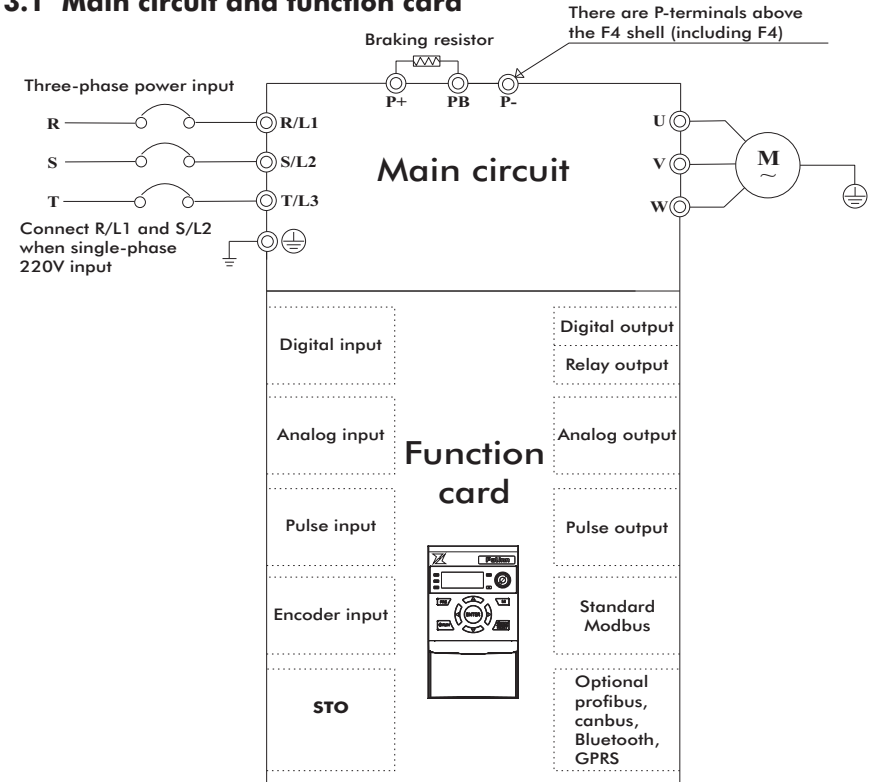 3.1 Main circuit and function card
There are P-terminals above
the F4 shell (including F4)
Braking resistor
P+
PB
P-
Three-phase power input
R
R/L1
S
S/L2
T
T/L3
Connect R/L1 and S/L2
when single-phase
220V input
Main circuit
U
V
W
M
~
Digital input
Digital output
Relay output
Analog input
Analog output
Function
card
Pulse input
Pulse output
ENTER
Encoder input
Standard
Modbus
STO
Optional
profibus,
canbus,
Bluetooth,
GPRS